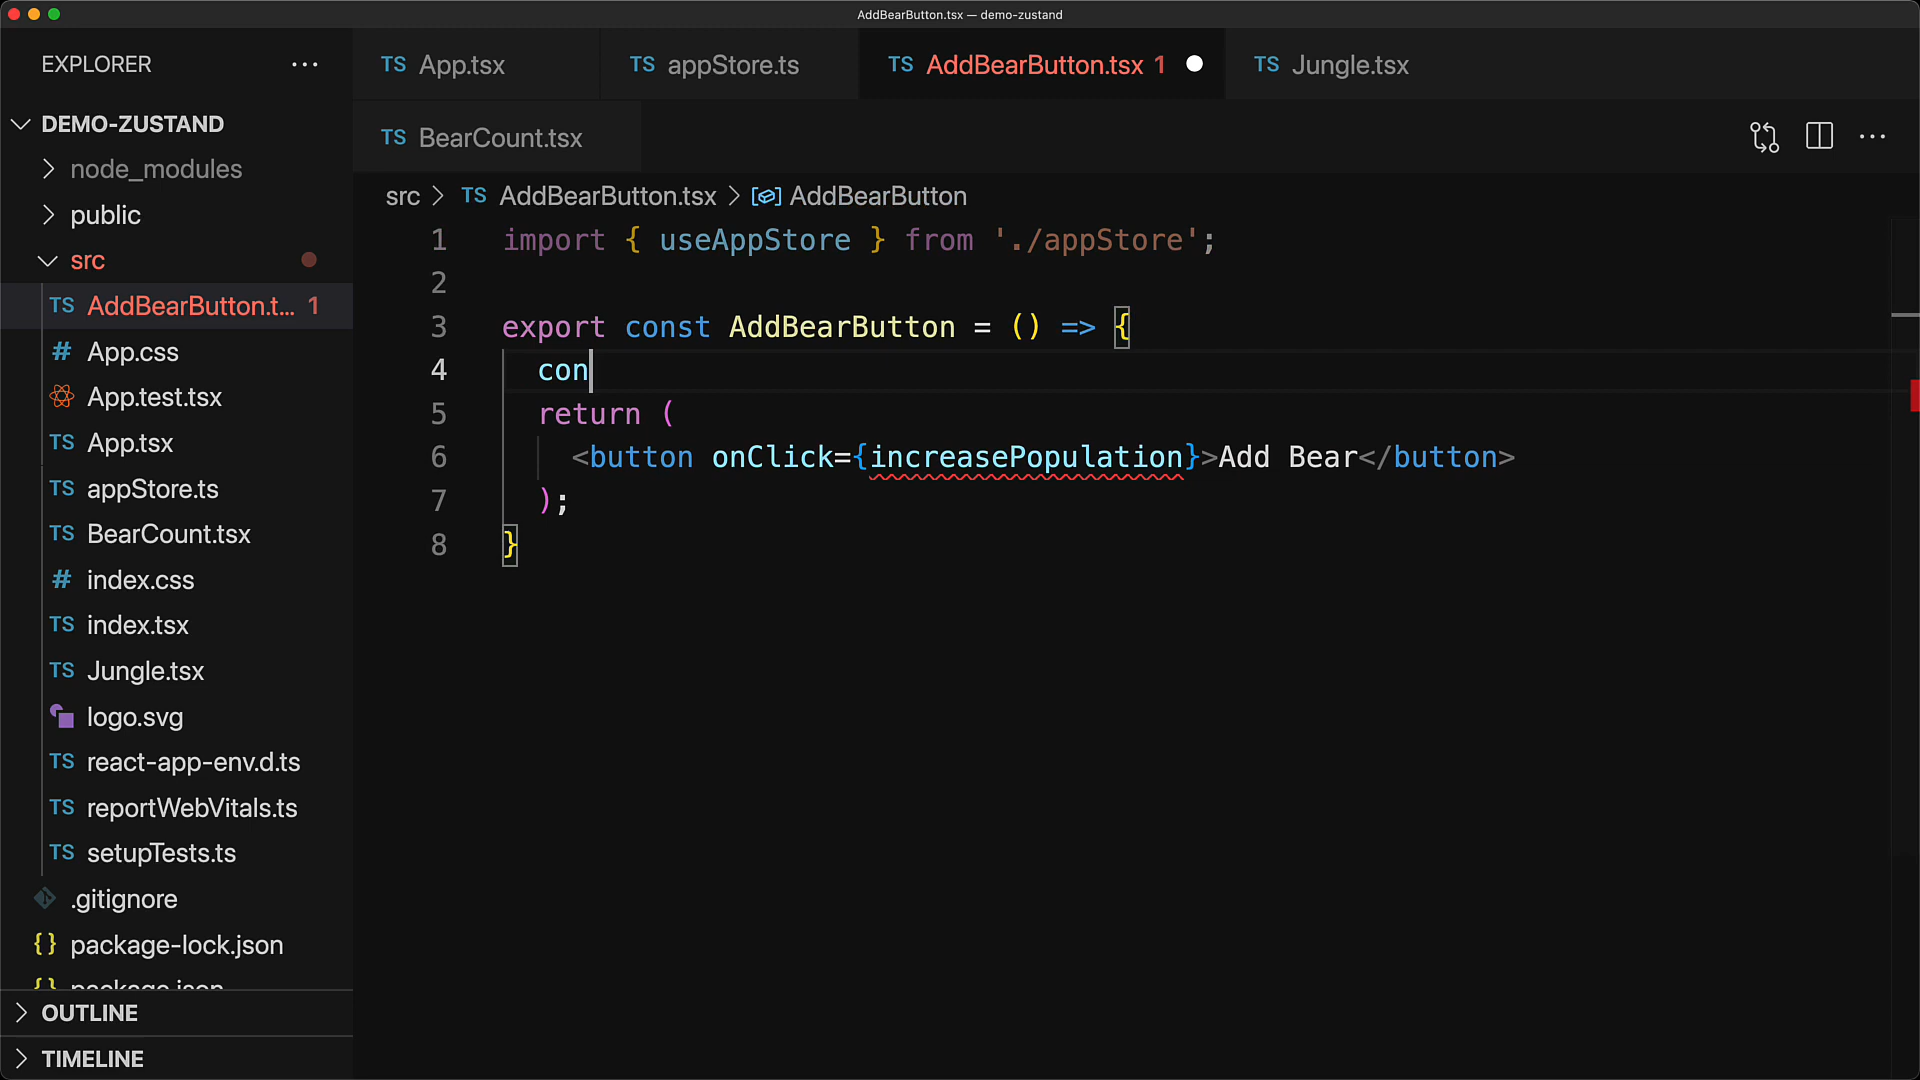 AddBearButton.tsx — demo-zustand
EXPLORER
TS App.tsx
TS appStore.ts
TS AddBearButton.tsx 1
TS Jungle.tsx
TS BearCount.tsx
DEMO-ZUSTAND
node_modules
public
src
TS AddBearButton.t... 1
# App.css
App.test.tsx
TS App.tsx
TS appStore.ts
TS BearCount.tsx
# index.css
TS index.tsx
TS Jungle.tsx
logo.svg
TS react-app-env.d.ts
TS reportWebVitals.ts
TS setupTests.ts
.gitignore
{} package-lock.json
{} package.json
OUTLINE
TIMELINE
src > TS AddBearButton.tsx > AddBearButton
1 import { useAppStore } from './appStore';
2
3 export const AddBearButton = () => {
4 con
5 return (
6 <button onClick={increasePopulation}>Add Bear</button>
7 );
8 }